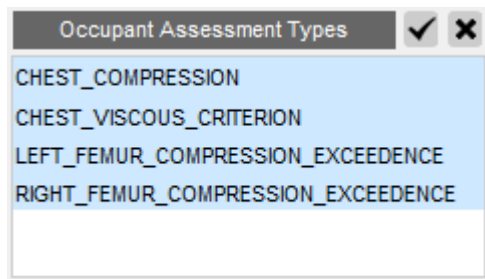 Occupant Assessment Types
CHEST_COMPRESSION
CHEST_VISCOUS_CRITERION
LEFT_FEMUR_COMPRESSION_EXCEEDENCE
RIGHT_FEMUR_COMPRESSION_EXCEEDENCE